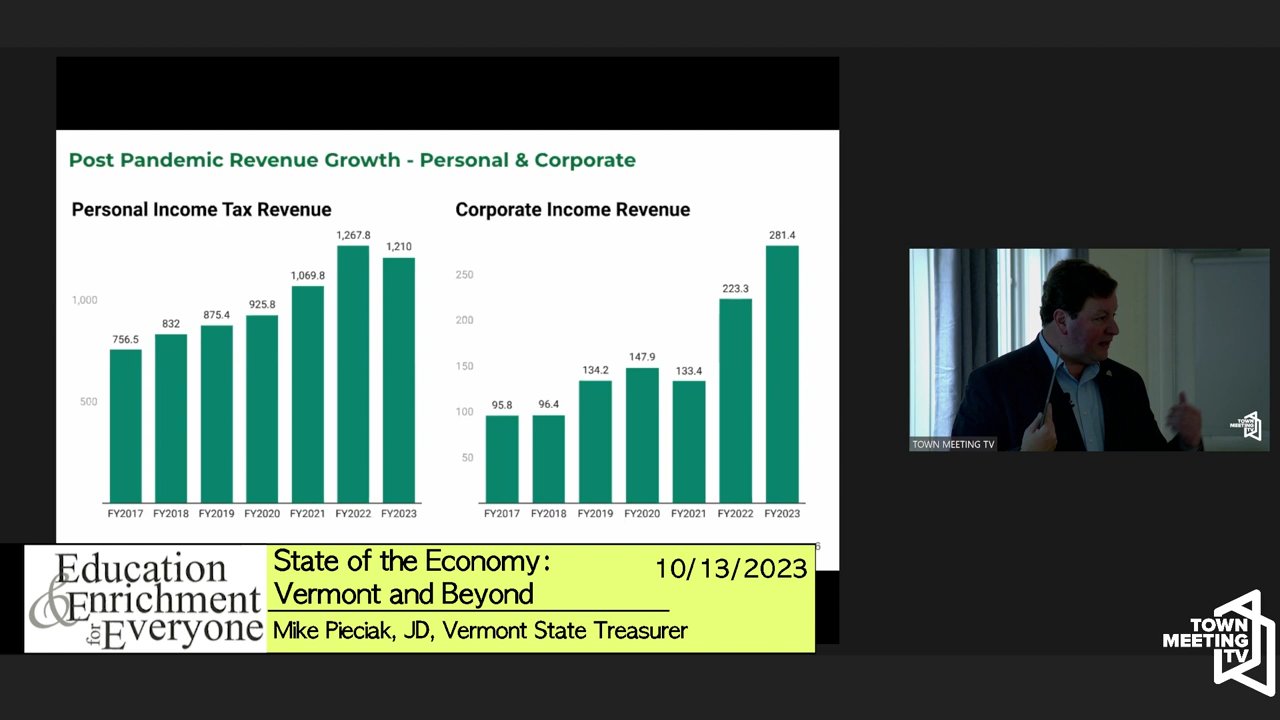 Post Pandemic Revenue Growth - Personal & Corporate
Personal Income Tax Revenue
1,000
500
756.5
832
875.4
925.8
1,069.8
1,267.8
1,210
FY2017 FY2018 FY2019 FY2020 FY2021 FY2022 FY2023
Corporate Income Revenue
250
200
150
100
50
95.8
96.4
134.2
147.9
133.4
223.3
281.4
FY2017 FY2018 FY2019 FY2020 FY2021 FY2022 FY2023
6
TOWN MEETING TV
TOWN
MEETING
TV
Education
& Enrichment
for Everyone
State of the Economy:
Vermont and Beyond
10/13/2023
Mike Pieciak, JD, Vermont State Treasurer
TOWN
MEETING
TV